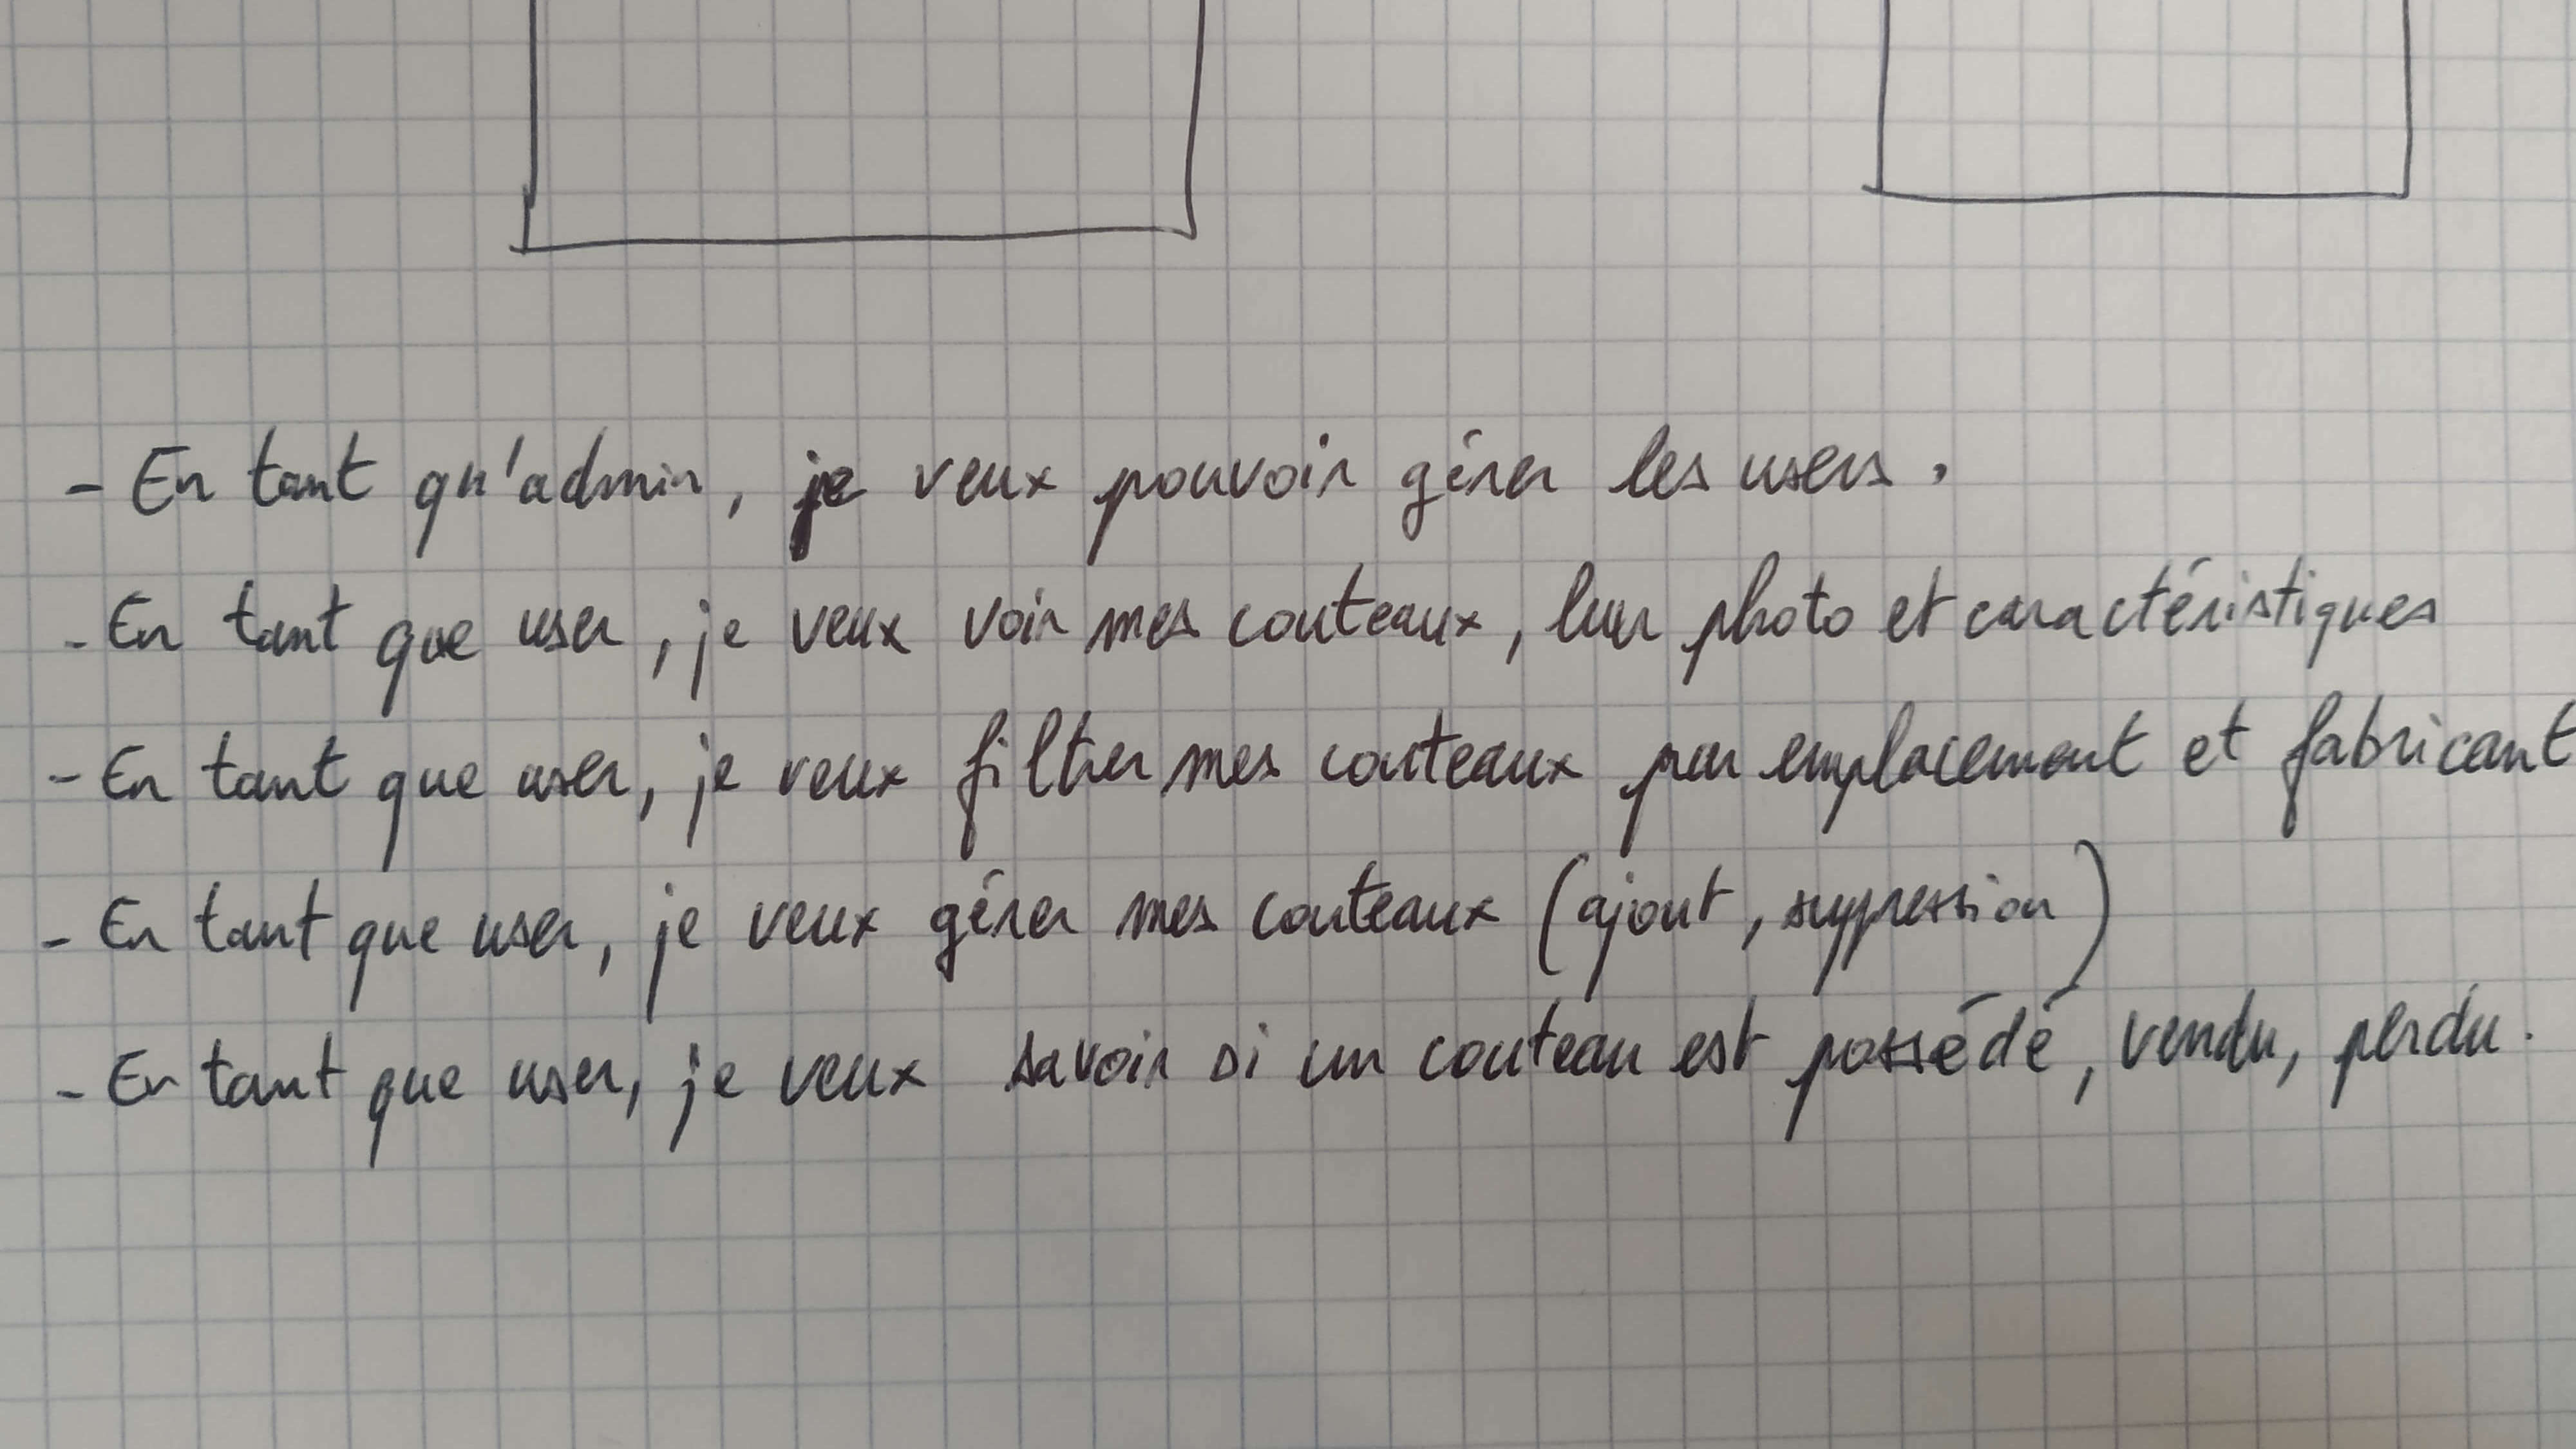 - En tant qu'admin, je veux pouvoir gérer les users.
- En tant que user, je veux voir mes couteaux, leur photo et caractéristiques
- En tant que user, je veux filtrer mes couteaux par emplacement et fabricant
- En tant que user, je veux gérer mes couteaux (ajout, suppression)
- En tant que user, je veux savoir si un couteau est possédé, vendu, perdu.